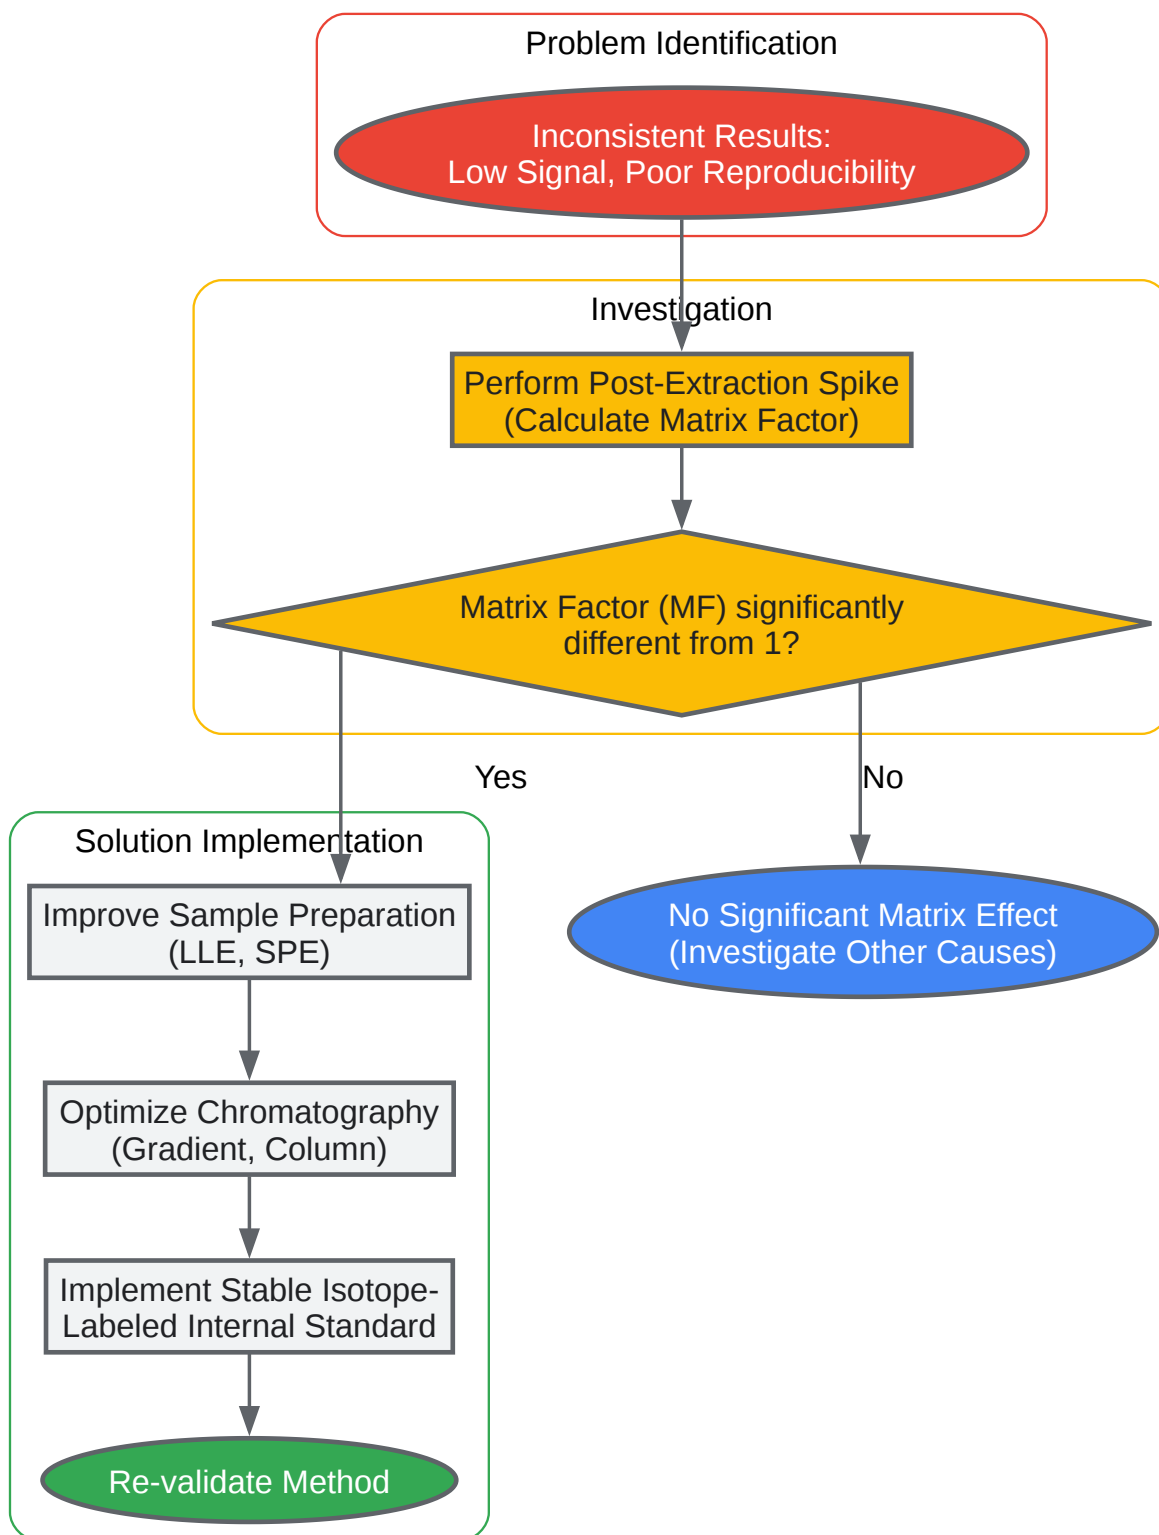 Problem Identification
Inconsistent Results:
Low Signal, Poor Reproducibility
Investigation
Perform Post-Extraction Spike
(Calculate Matrix Factor)
Matrix Factor (MF) significantly
different from 1?
Yes
No
Solution Implementation
Improve Sample Preparation
(LLE, SPE)
No Significant Matrix Effect
(Investigate Other Causes)
Optimize Chromatography
(Gradient, Column)
Implement Stable Isotope-
Labeled Internal Standard
Re-validate Method